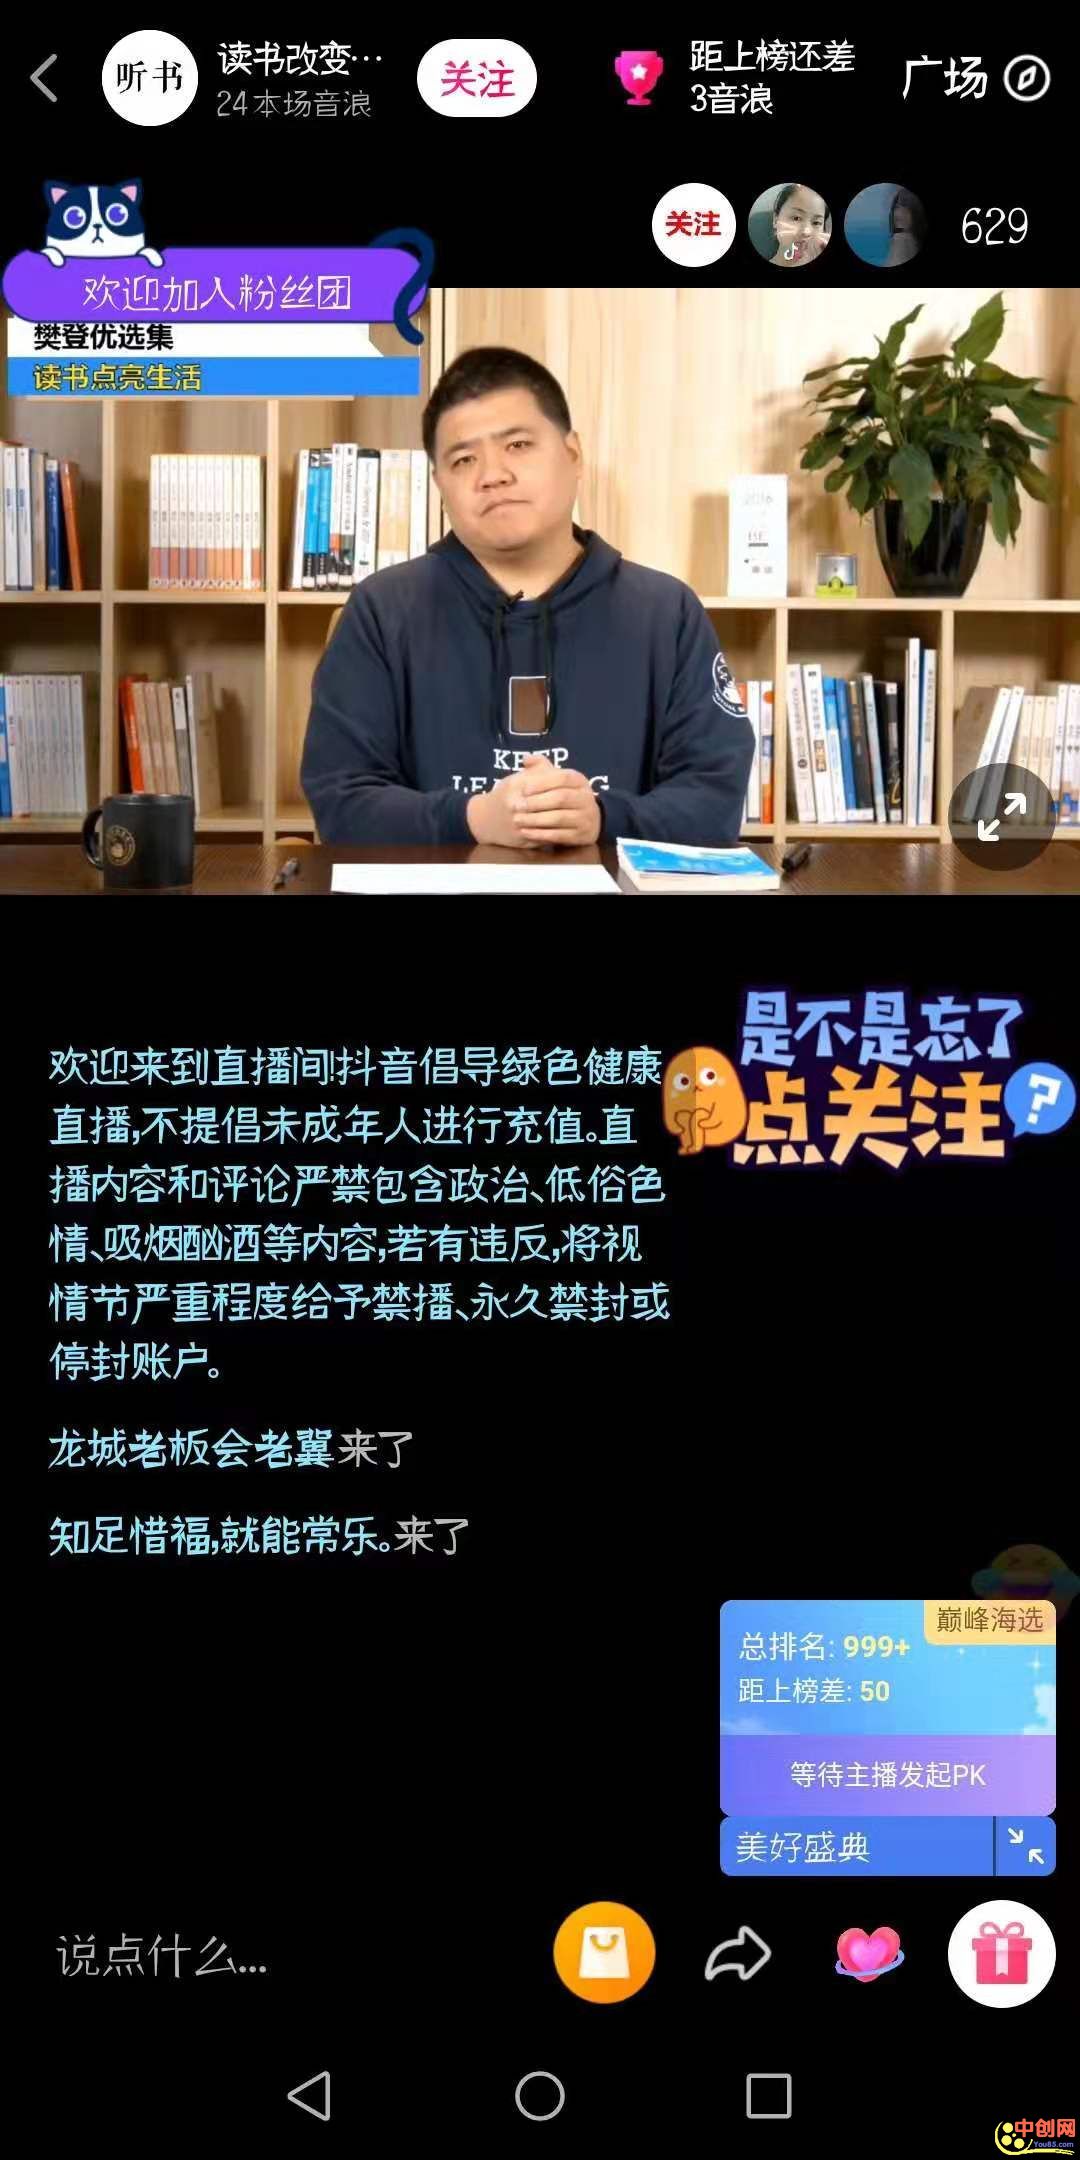 听书
读书改变…
24本场音浪
关注
距上榜还差
3音浪
广场
关注
629
欢迎加入粉丝团
樊登优选集
读书点亮生活
2016
KEEP
是不是忘了
点关注?
欢迎来到直播间!抖音倡导绿色健康
直播,不提倡未成年人进行充值。直
播内容和评论严禁包含政治、低俗色
情、吸烟酗酒等内容,若有违反,将视
情节严重程度给予禁播、永久禁封或
停封账户。
龙城老板会老翼来了
知足惜福,就能常乐。来了
巅峰海选
总排名: 999+
距上榜差: 50
等待主播发起PK
美好盛典
说点什么...
中创网
You85.com